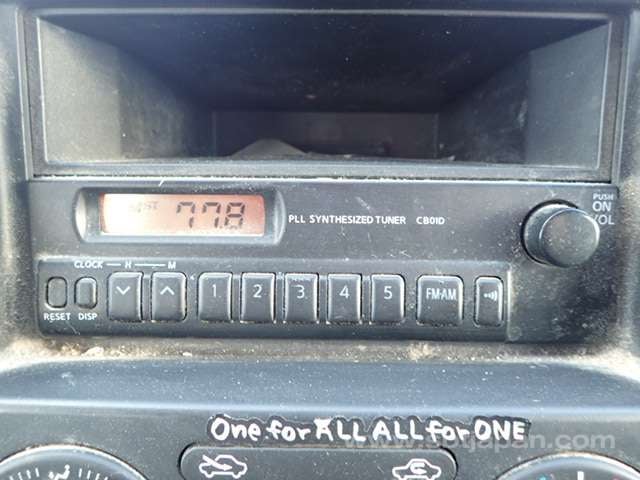 PUSH
ON
VOL
ST 77.8
PLL SYNTHESIZED TUNER CB01D
CLOCK H M
1 2 3 4 5 FM·AM
RESET DISP
One for ALL ALL for ONE